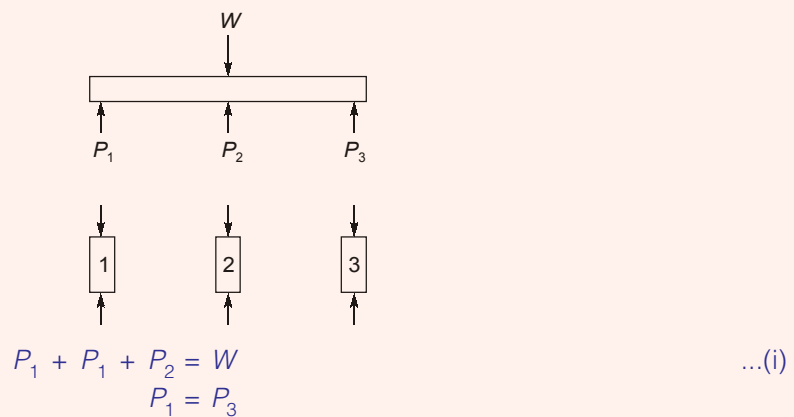 W
P₁ P₂ P₃
1 2 3
P₁ + P₁ + P₂ = W ...(i)
P₁ = P₃